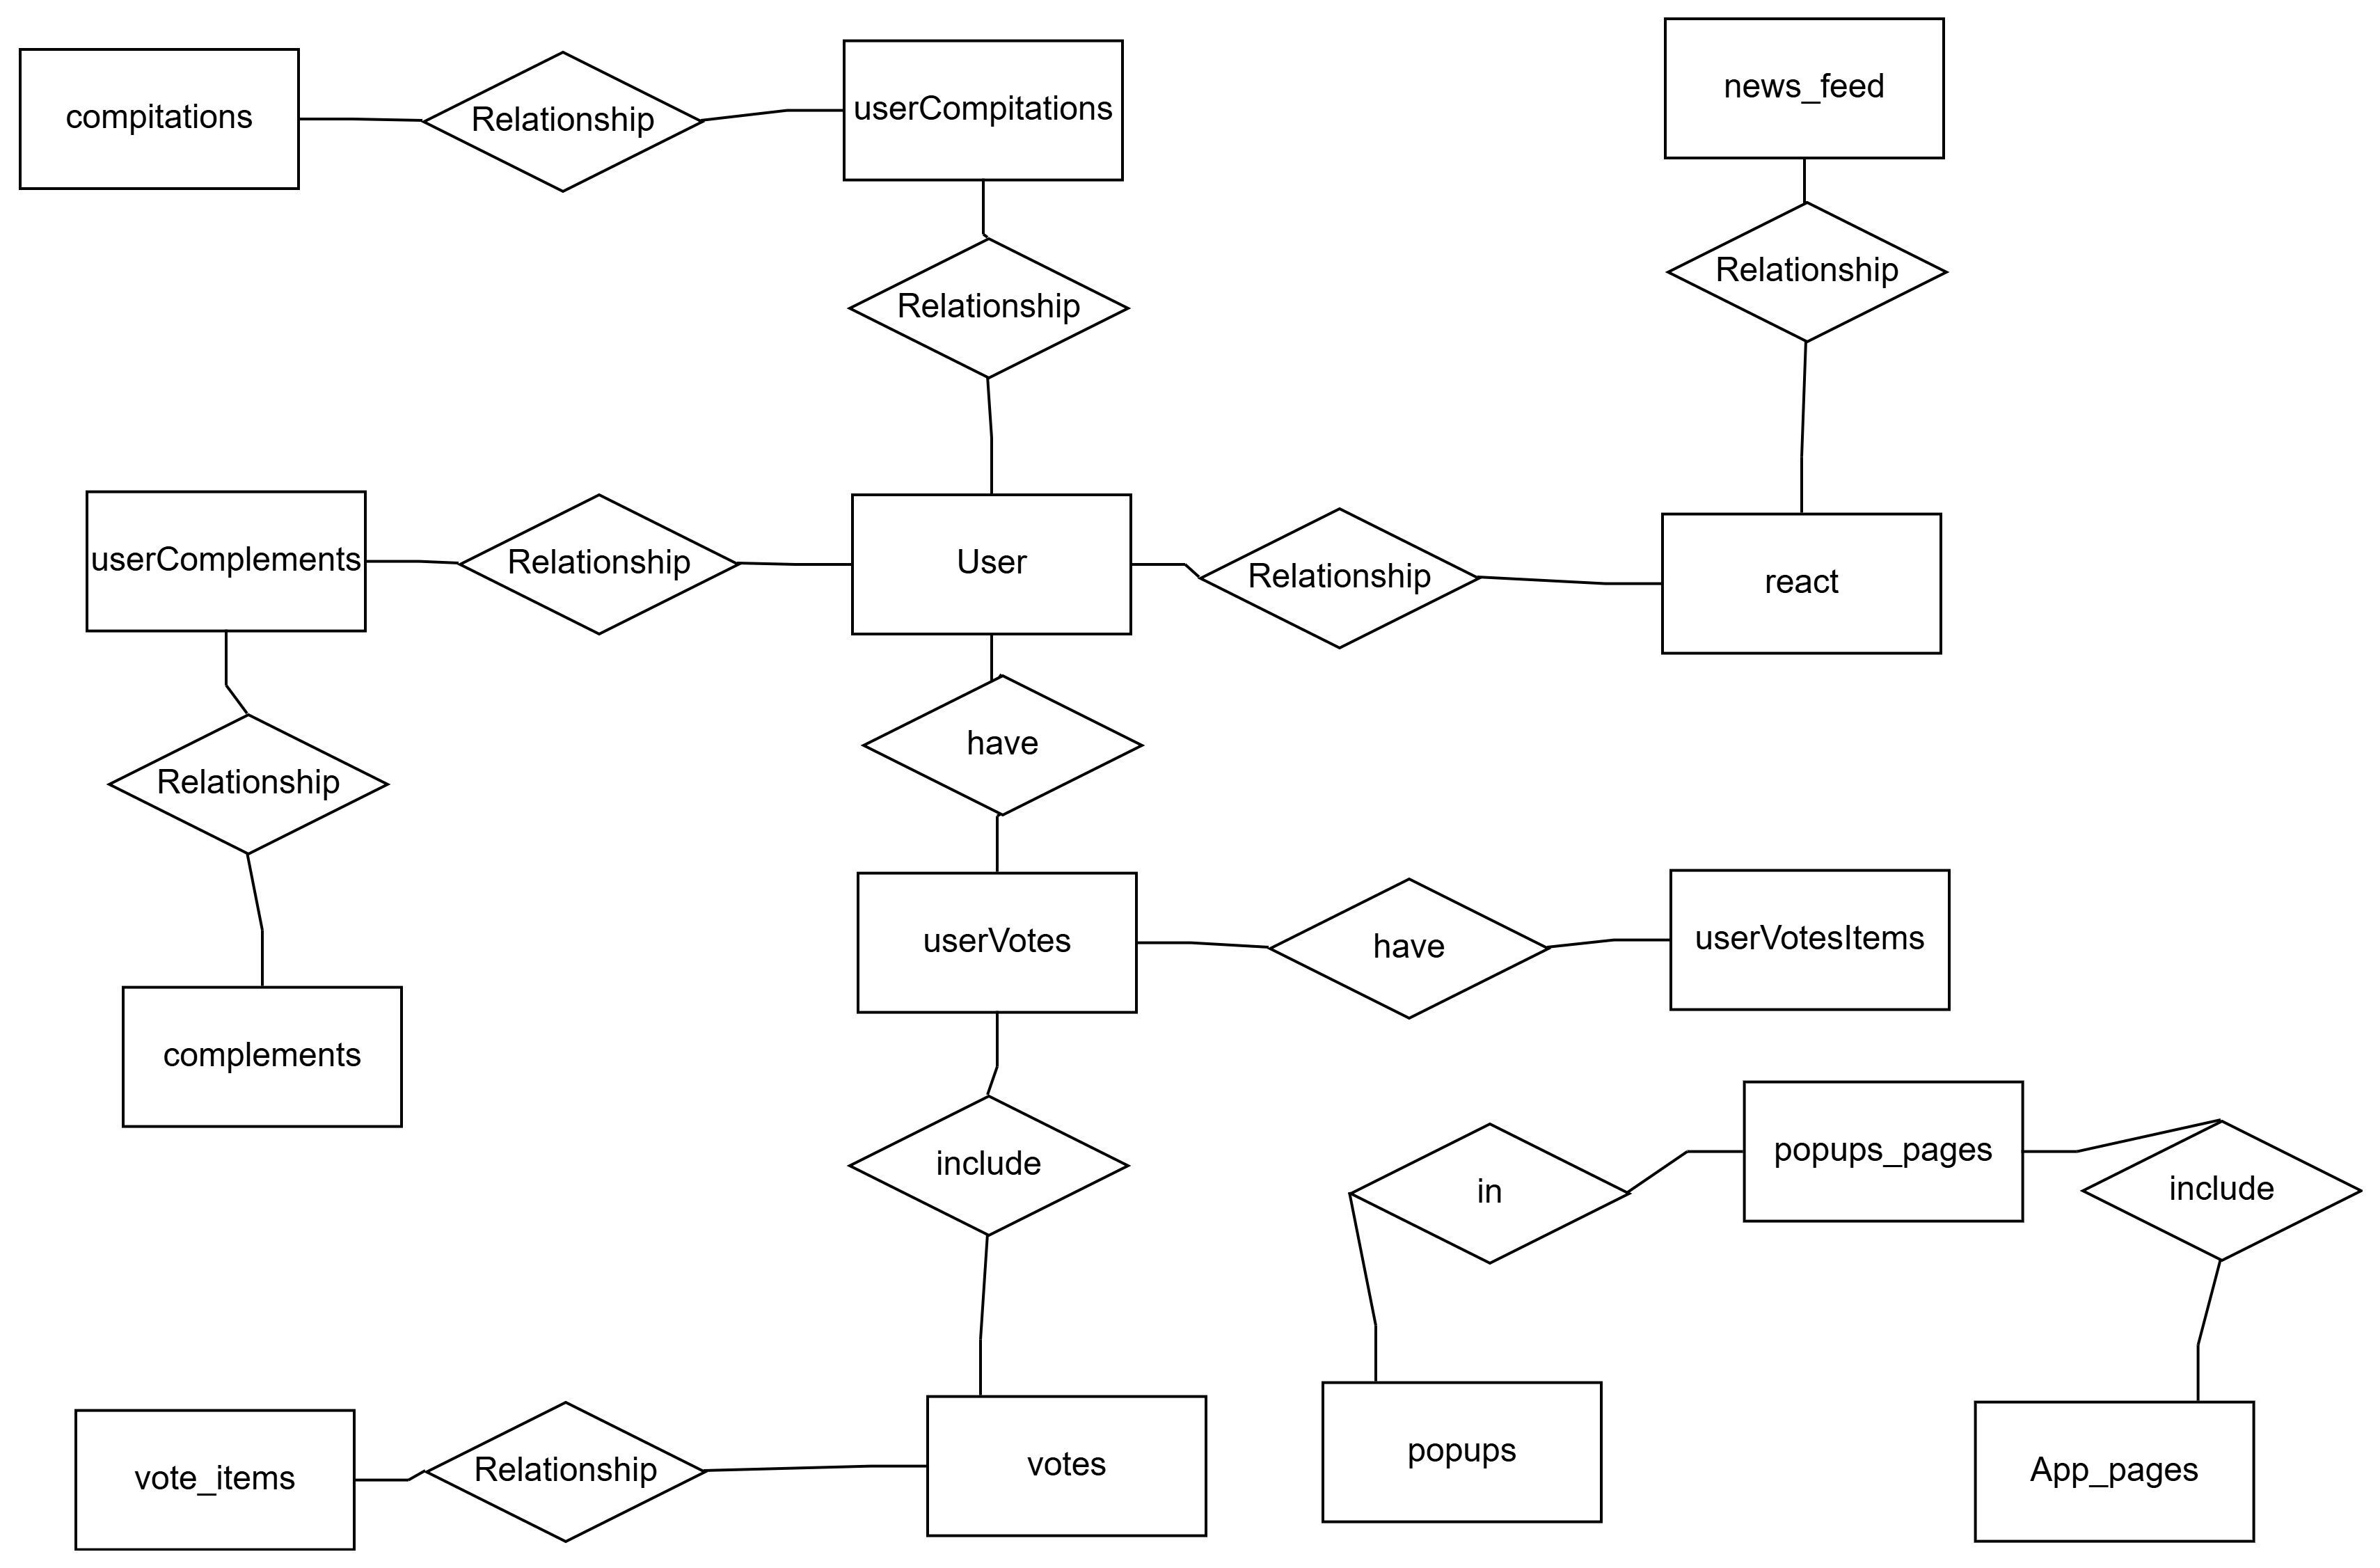 compitations
Relationship
userCompitations
news_feed
Relationship
Relationship
userComplements
Relationship
User
Relationship
react
have
Relationship
userVotes
have
userVotesItems
complements
include
in
popups_pages
include
vote_items
Relationship
votes
popups
App_pages